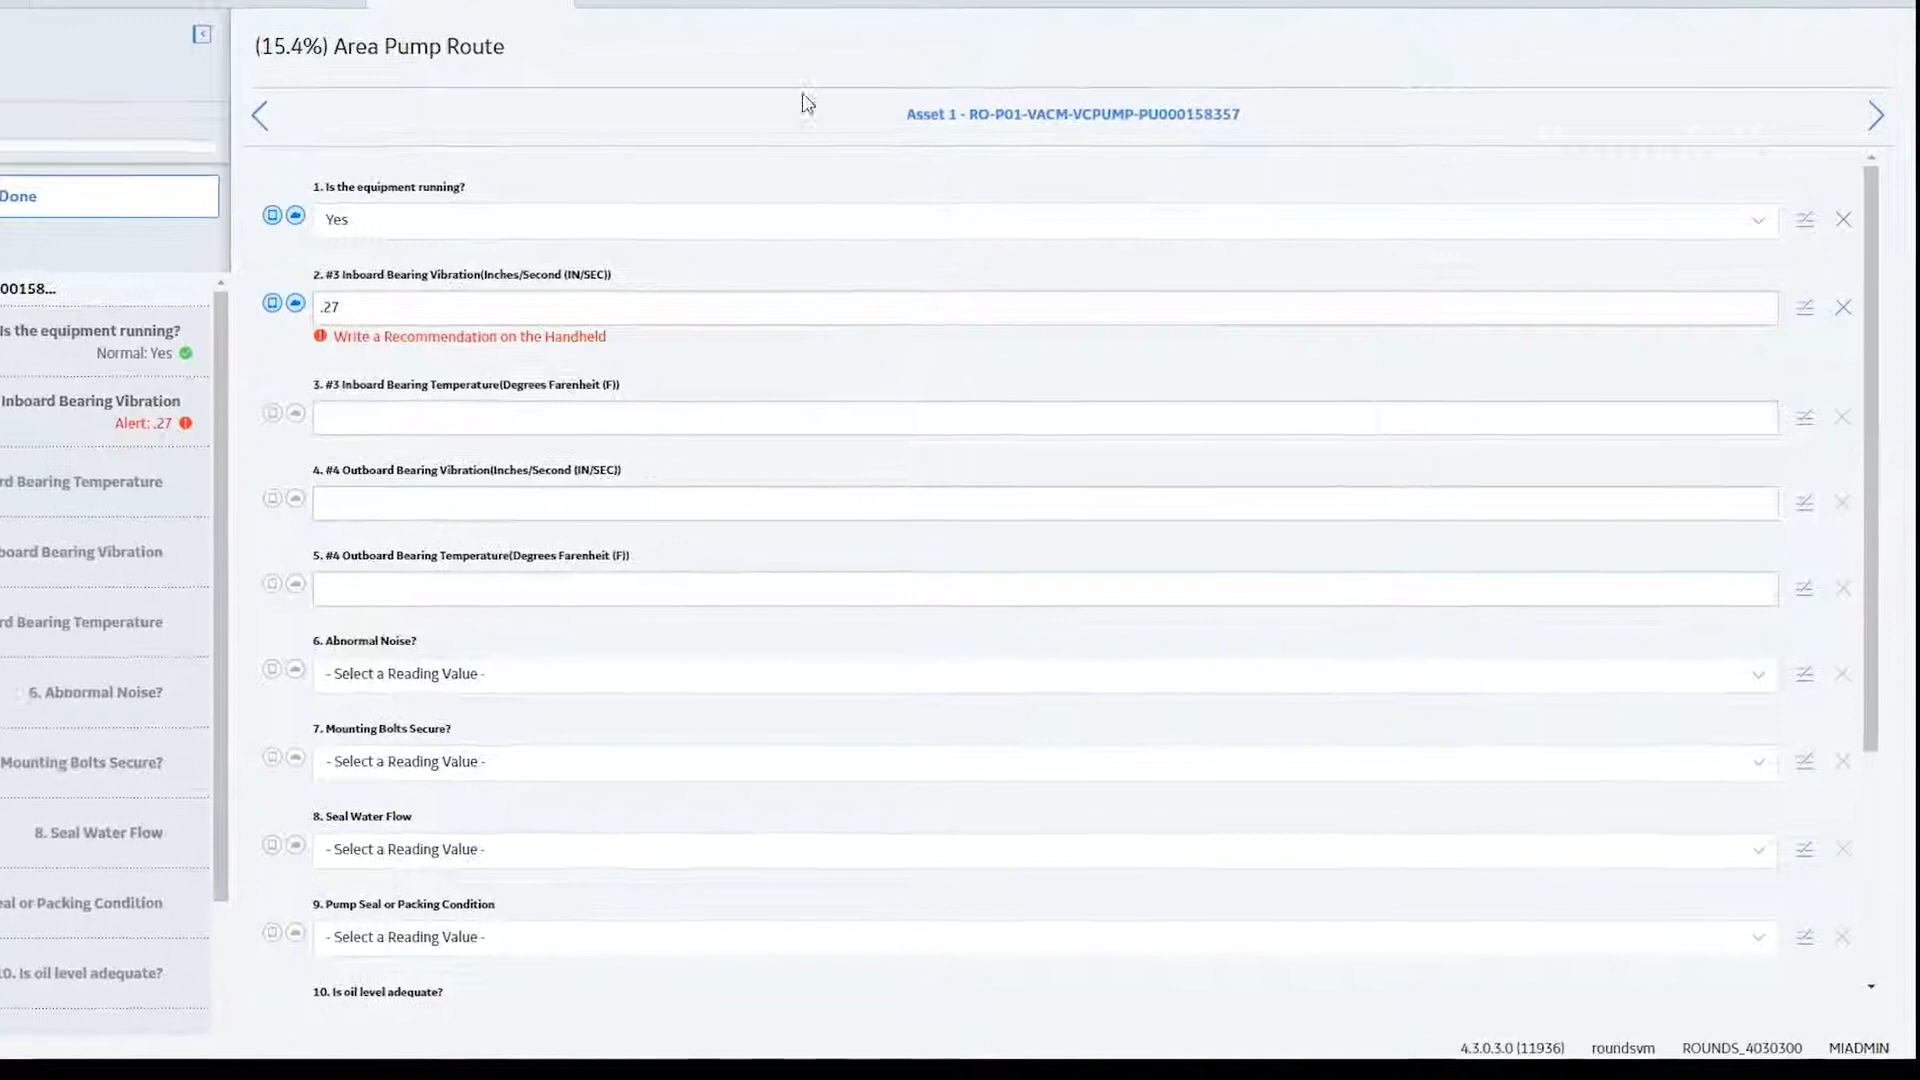 (15.4%) Area Pump Route
Asset 1 - RO-P01-VACM-VCPUMP-PU000158357
Done
00158...
Is the equipment running?
Normal: Yes
Inboard Bearing Vibration
Alert: .27
rd Bearing Temperature
board Bearing Vibration
rd Bearing Temperature
6. Abnormal Noise?
Mounting Bolts Secure?
8. Seal Water Flow
eal or Packing Condition
10. Is oil level adequate?
1. Is the equipment running?
Yes
2. #3 Inboard Bearing Vibration(Inches/Second (IN/SEC))
.27
Write a Recommendation on the Handheld
3. #3 Inboard Bearing Temperature(Degrees Farenheit (F))
4. #4 Outboard Bearing Vibration(Inches/Second (IN/SEC))
5. #4 Outboard Bearing Temperature(Degrees Farenheit (F))
6. Abnormal Noise?
- Select a Reading Value -
7. Mounting Bolts Secure?
- Select a Reading Value -
8. Seal Water Flow
- Select a Reading Value -
9. Pump Seal or Packing Condition
- Select a Reading Value -
10. Is oil level adequate?
4.3.0.3.0 (11936) roundsvm ROUNDS_4030300 MIADMIN